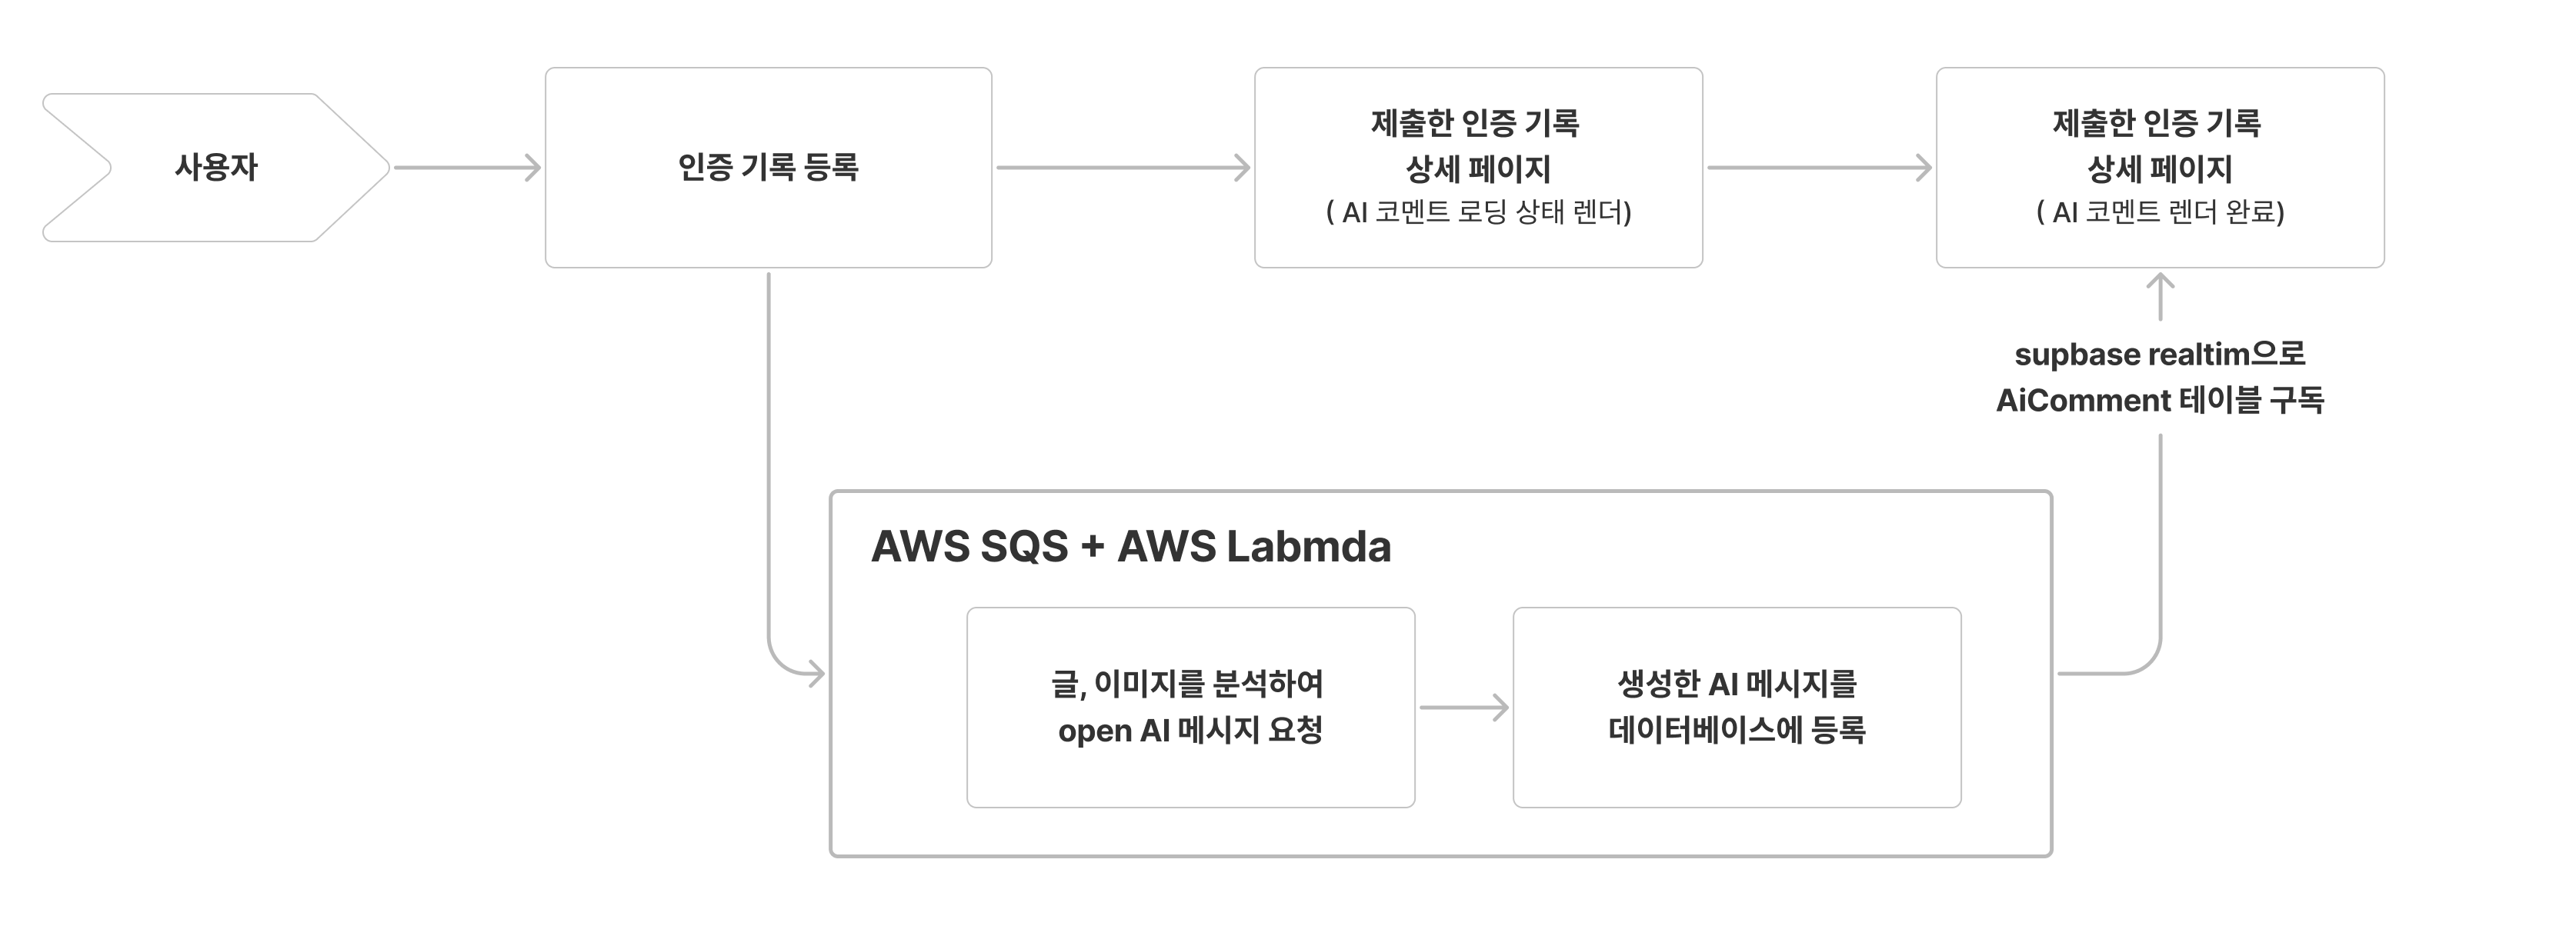 사용자
인증 기록 등록
제출한 인증 기록
상세 페이지
( AI 코멘트 로딩 상태 렌더)
제출한 인증 기록
상세 페이지
( AI 코멘트 렌더 완료)
supbase realtim으로
AiComment 테이블 구독
AWS SQS + AWS Labmda
글, 이미지를 분석하여
open AI 메시지 요청
생성한 AI 메시지를
데이터베이스에 등록